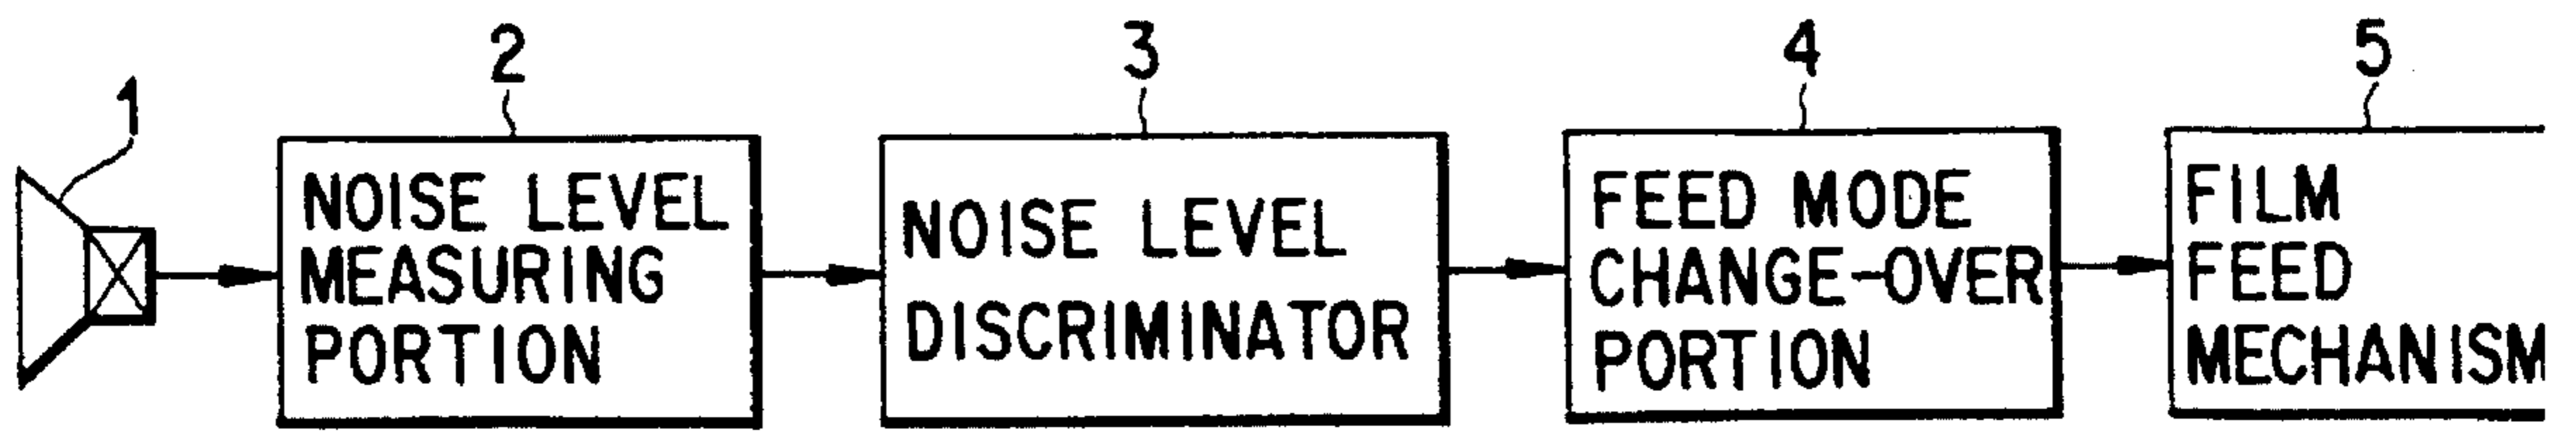 1
2
NOISE LEVEL
MEASURING
PORTION
3
NOISE LEVEL
DISCRIMINATOR
4
FEED MODE
CHANGE-OVER
PORTION
5
FILM
FEED
MECHANISM